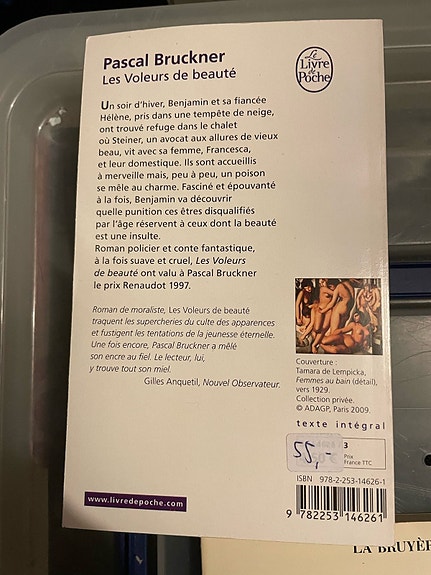 Pascal Bruckner
Les Voleurs de beauté
Le
Livre
de
Poche
Un soir d'hiver, Benjamin et sa fiancée
Hélène, pris dans une tempête de neige,
ont trouvé refuge dans le chalet
où Steiner, un avocat aux allures de vieux
beau, vit avec sa femme, Francesca,
et leur domestique. Ils sont accueillis
à merveille mais, peu à peu, un poison
se mêle au charme. Fasciné et épouvanté
à la fois, Benjamin va découvrir
quelle punition ces êtres disqualifiés
par l'âge réservent à ceux dont la beauté
est une insulte.
Roman policier et conte fantastique,
à la fois suave et cruel, Les Voleurs
de beauté ont valu à Pascal Bruckner
le prix Renaudot 1997.
Roman de moraliste, Les Voleurs de beauté
traquent les supercheries du culte des apparences
et fustigent les tentations de la jeunesse éternelle.
Une fois encore, Pascal Bruckner a mêlé
son encre au fiel. Le lecteur, lui,
y trouve tout son miel.
Gilles Anquetil, Nouvel Observateur.
Couverture :
Tamara de Lempicka,
Femmes au bain (détail),
vers 1929.
Collection privée.
© ADAGP, Paris 2009.
texte intégral
55,-
3
Prix
France TTC
ISBN 978-2-253-14626-1
9 782253 146261
www.livredepoche.com
LA BRUYÈR